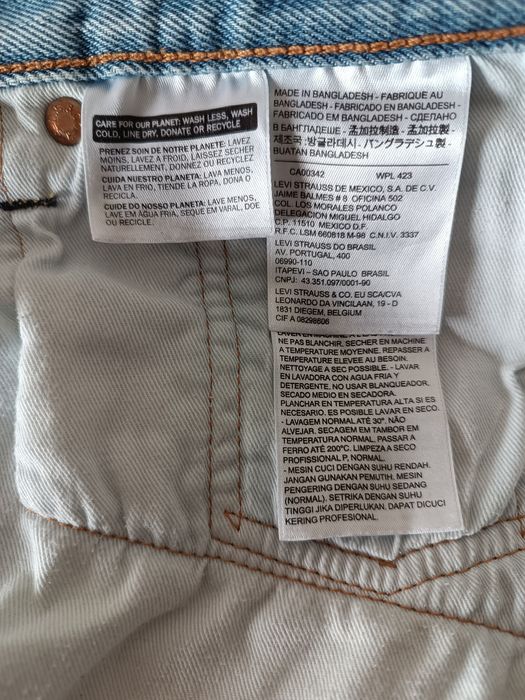 CARE FOR OUR PLANET: WASH LESS, WASH
COLD, LINE DRY, DONATE OR RECYCLE
PRENEZ SOIN DE NOTRE PLANETE: LAVEZ
MOINS, LAVEZ A FROID, LAISSEZ SECHER
NATURELLEMENT, DONNEZ OU RECYCLEZ
CUIDA NUESTRO PLANETA: LAVA MENOS,
LAVA EN FRIO, TIENDE LA ROPA, DONA O
RECICLA.
CUIDE DO NOSSO PLANETA: LAVE MENOS,
LAVE EM ÁGUA FRIA, SEQUE EM VARAL, DOE
OU RECICLE.
MADE IN BANGLADESH - FABRIQUE AU
BANGLADESH - FABRICADO EN BANGLADESH -
FABRICADO EM BANGLADESH - СДЕЛАНО
В БАНГЛАДЕШЕ - 孟加拉制造 - 孟加拉製 -
제조국 :방글라데시 - バングラデシュ製 -
BUATAN BANGLADESH
CA00342 WPL 423
LEVI STRAUSS DE MEXICO, S.A. DE C.V.
JAIME BALMES # 8 OFICINA 502
COL. LOS MORALES POLANCO
DELEGACION MIGUEL HIDALGO
C.P. 11510 MEXICO D.F.
R.F.C. LSM 660818 M-96 C.N.I.V. 3337
LEVI STRAUSS DO BRASIL
AV. PORTUGAL, 400
06990-110
ITAPEVI – SAO PAULO BRASIL
CNPJ: 43.351.097/0001-90
LEVI STRAUSS & CO. EU SCA/CVA
LEONARDO DA VINCILAAN, 19 - D
1831 DIEGEM, BELGIUM
CIF A 08298606
NE PAS BLANCHIR. SECHER EN MACHINE
A TEMPERATURE MOYENNE. REPASSER A
TEMPERATURE ELEVEE AU BESOIN.
NETTOYAGE A SEC POSSIBLE. - LAVAR
EN LAVADORA CON AGUA FRIA Y
DETERGENTE. NO USAR BLANQUEADOR.
SECADO MEDIO EN SECADORA.
PLANCHAR EN TEMPERATURA ALTA SI ES
NECESARIO. ES POSIBLE LAVAR EN SECO.
- LAVAGEM NORMAL ATÉ 30°. NÃO
ALVEJAR. SECAGEM EM TAMBOR EM
TEMPERATURA NORMAL. PASSAR A
FERRO ATÉ 200°C. LIMPEZA A SECO
PROFISSIONAL P, NORMAL.
- MESIN CUCI DENGAN SUHU RENDAH.
JANGAN GUNAKAN PEMUTIH. MESIN
PENGERING DENGAN SUHU SEDANG
(NORMAL). SETRIKA DENGAN SUHU
TINGGI JIKA DIPERLUKAN. DAPAT DICUCI
KERING PROFESIONAL.